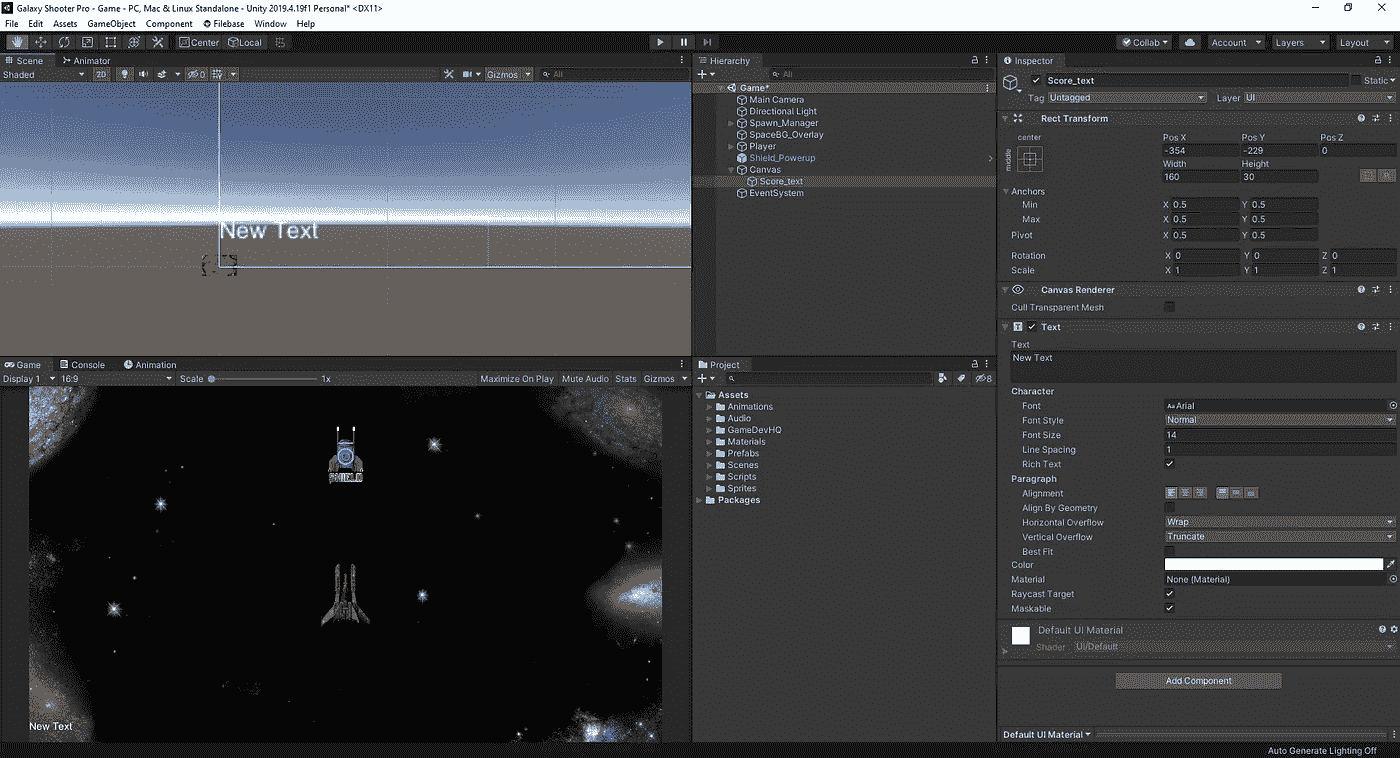 Galaxy Shooter Pro - Game - PC, Mac & Linux Standalone - Unity 2019.4.19f1 Personal* <DX11>
File Edit Assets GameObject Component Filebase Window Help
Center Local Collab Account Layers Layout
Scene Animator
Shaded 2D 0 Gizmos All
New Text
Hierarchy
All
Game*
Main Camera
Directional Light
Spawn_Manager
SpaceBG_Overlay
Player
Shield_Powerup
Canvas
Score_text
EventSystem
Game Console Animation
Display 1 16:9 Scale 1x Maximize On Play Mute Audio Stats Gizmos
New Text
Project
8
Assets
Animations
Audio
GameDevHQ
Materials
Prefabs
Scenes
Scripts
Sprites
Packages
Inspector
Score_text Static
Tag Untagged Layer UI
Rect Transform
center
middle
Pos X Pos Y Pos Z
-354 -229 0
Width Height
160 30
Anchors
Min X 0.5 Y 0.5
Max X 0.5 Y 0.5
Pivot X 0.5 Y 0.5
Rotation X 0 Y 0 Z 0
Scale X 1 Y 1 Z 1
Canvas Renderer
Cull Transparent Mesh
Text
Text
New Text
Character
Font Arial
Font Style Normal
Font Size 14
Line Spacing 1
Rich Text
Paragraph
Alignment
Align By Geometry
Horizontal Overflow Wrap
Vertical Overflow Truncate
Best Fit
Color
Material None (Material)
Raycast Target
Maskable
Default UI Material
Shader UI/Default
Add Component
Default UI Material
Auto Generate Lighting Off